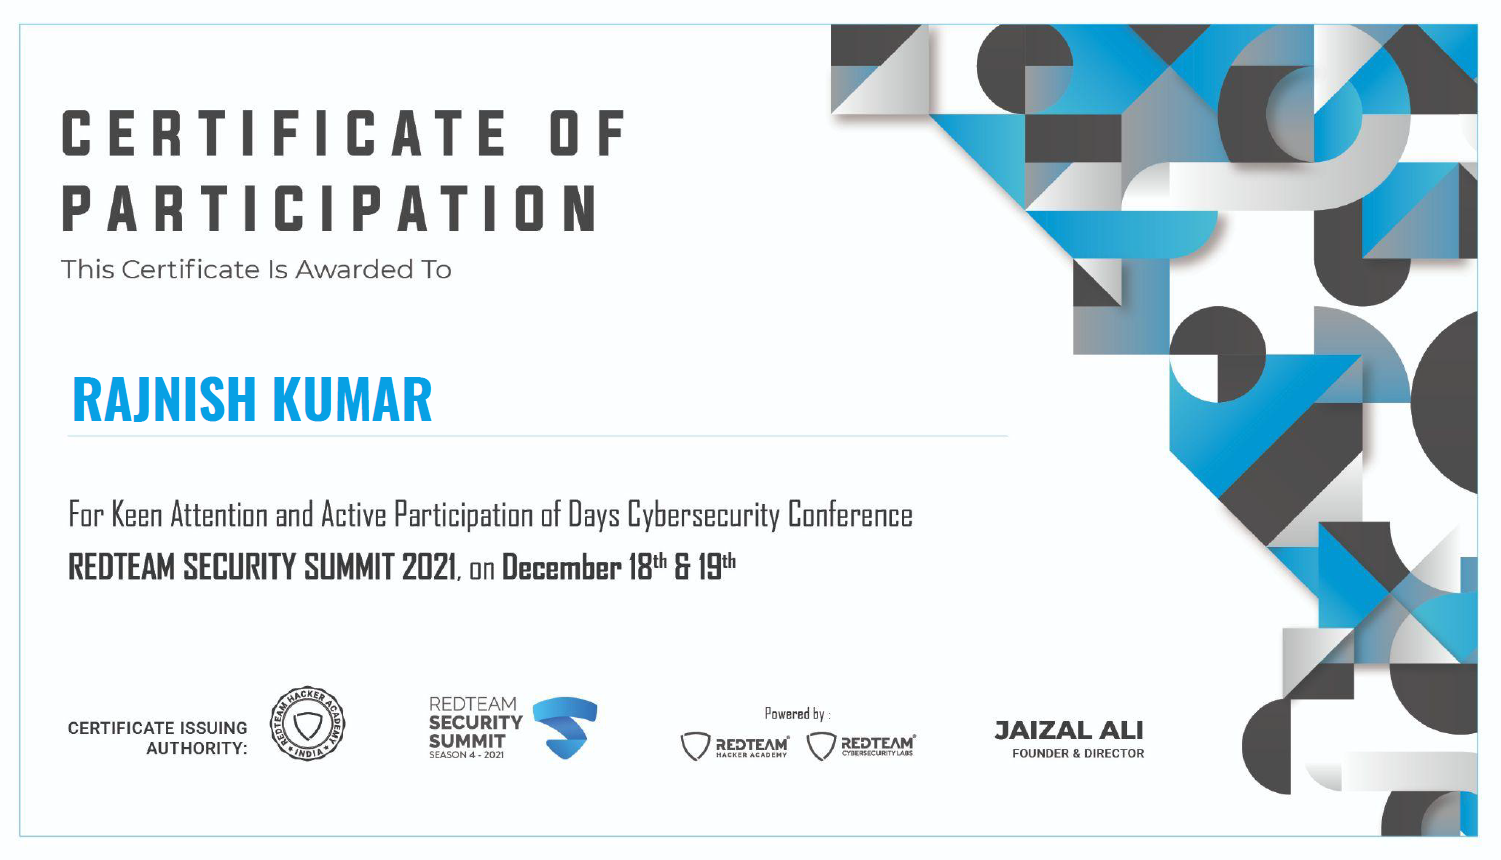 CERTIFICATE OF
PARTICIPATION
This Certificate Is Awarded To
RAJNISH KUMAR
For Keen Attention and Active Participation of Days Cybersecurity Conference
REDTEAM SECURITY SUMMIT 2021, on December 18th & 19th
CERTIFICATE ISSUING
AUTHORITY:
REDTEAM HACKER ACADEMY
* INDIA *
REDTEAM
SECURITY
SUMMIT
SEASON 4 - 2021
Powered by :
REDTEAM®
HACKER ACADEMY
REDTEAM®
CYBERSECURITY LABS
JAIZAL ALI
FOUNDER & DIRECTOR